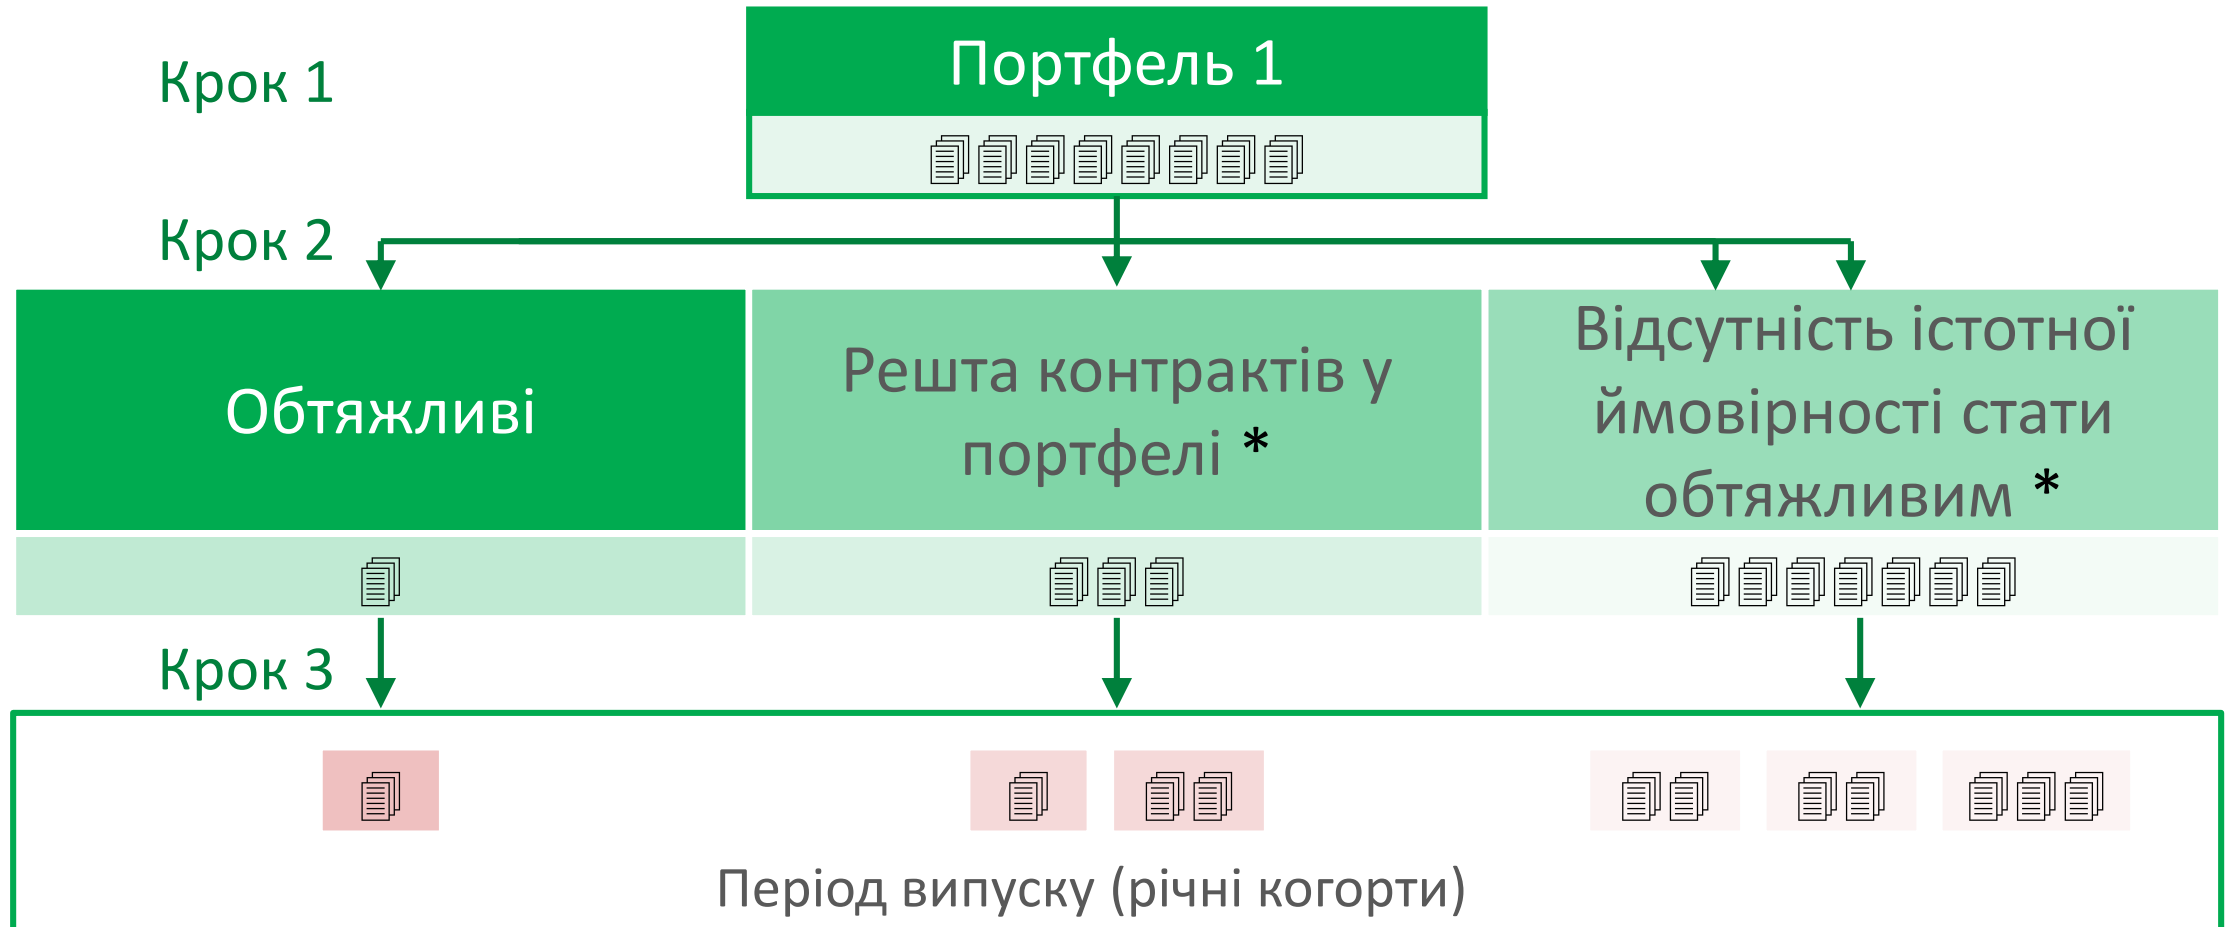 Крок 1
Портфель 1
Крок 2
Обтяжливі
Решта контрактів у
портфелі *
Відсутність істотної
ймовірності стати
обтяжливим *
Крок 3
Період випуску (річні когорти)